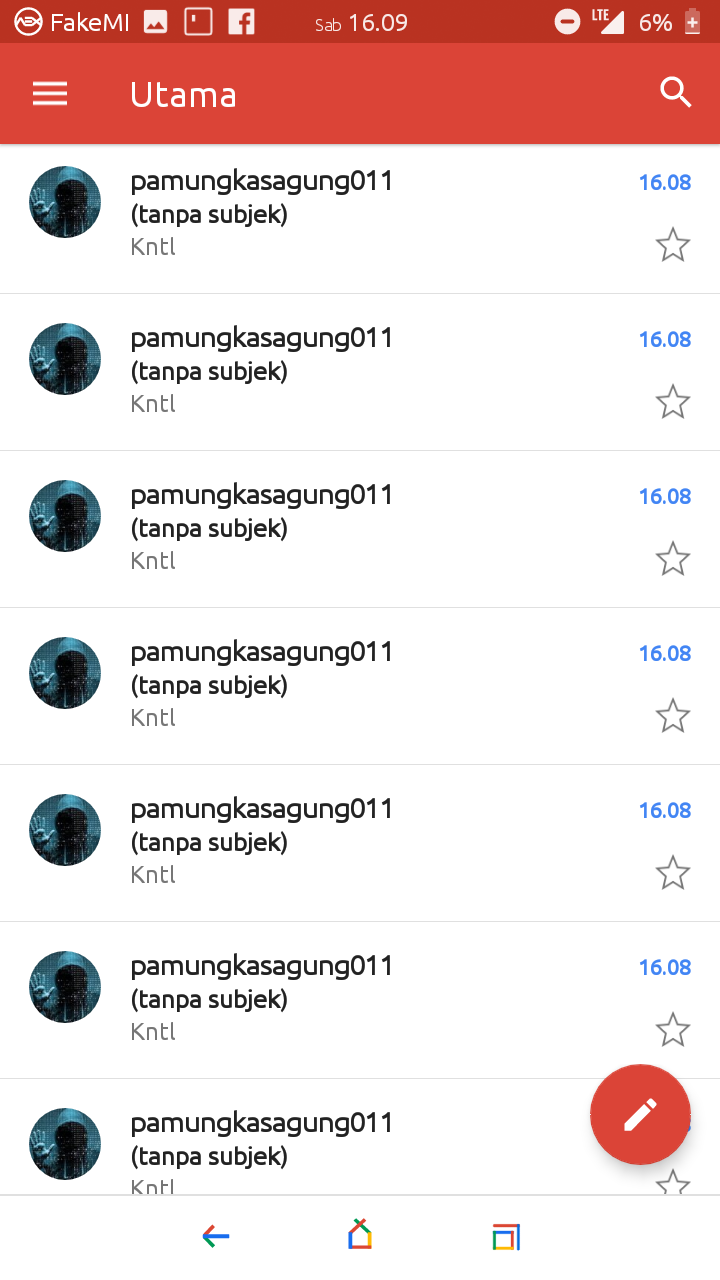 FakeMI Sab 16.09 LTE 6%
Utama
pamungkasagung011 16.08
(tanpa subjek)
Kntl
pamungkasagung011 16.08
(tanpa subjek)
Kntl
pamungkasagung011 16.08
(tanpa subjek)
Kntl
pamungkasagung011 16.08
(tanpa subjek)
Kntl
pamungkasagung011 16.08
(tanpa subjek)
Kntl
pamungkasagung011 16.08
(tanpa subjek)
Kntl
pamungkasagung011
(tanpa subjek)
Kntl